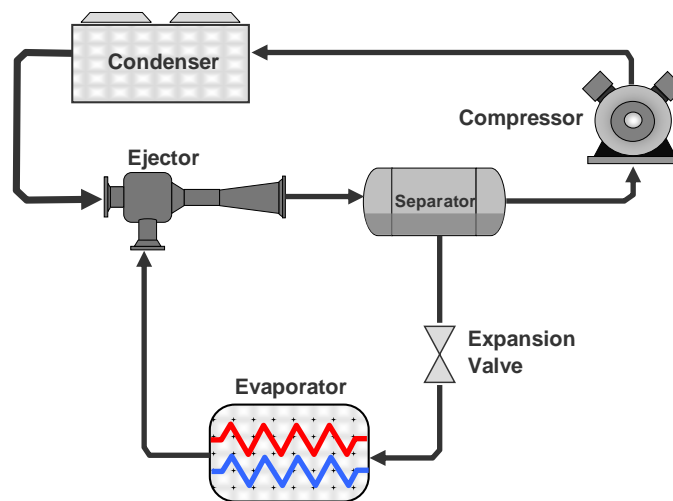 Condenser
Compressor
Ejector
Separator
Expansion
Valve
Evaporator